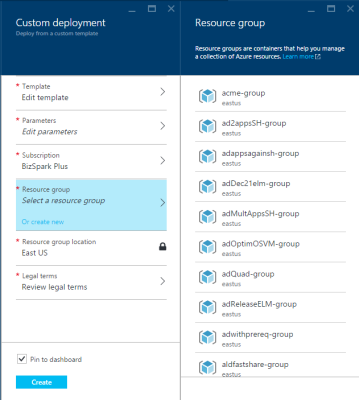 Custom deployment
Deploy from a custom template
* Template
Edit template
* Parameters
Edit parameters
* Subscription
BizSpark Plus
* Resource group
Select a resource group
Or create new
* Resource group location
East US
* Legal terms
Review legal terms
Pin to dashboard
Create
Resource group
Resource groups are containers that help you manage
a collection of Azure resources. Learn more
acme-group
eastus
ad2appsSH-group
eastus
adappsagainsh-group
eastus
adDec21elm-group
eastus
adMultAppsSH-group
eastus
adOptimOSVM-group
eastus
adQuad-group
eastus
adReleaseELM-group
eastus
adwithprereq-group
eastus
aldfastshare-group
eastus